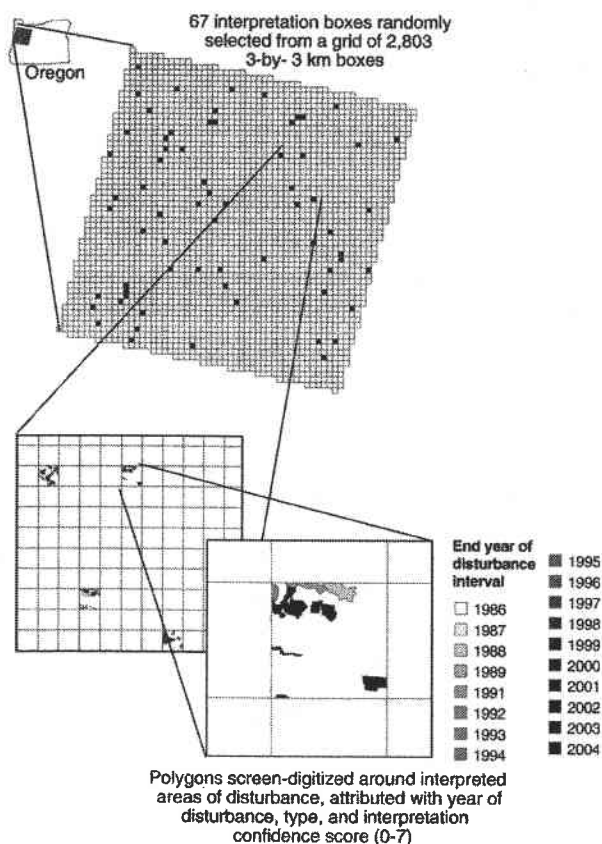 67 interpretation boxes randomly
selected from a grid of 2,803
3-by- 3 km boxes
Oregon
End year of
disturbance
interval
1986
1987
1988
1989
1991
1992
1993
1994
1995
1996
1997
1998
1999
2000
2001
2002
2003
2004
Polygons screen-digitized around interpreted
areas of disturbance, attributed with year of
disturbance, type, and interpretation
confidence score (0-7)